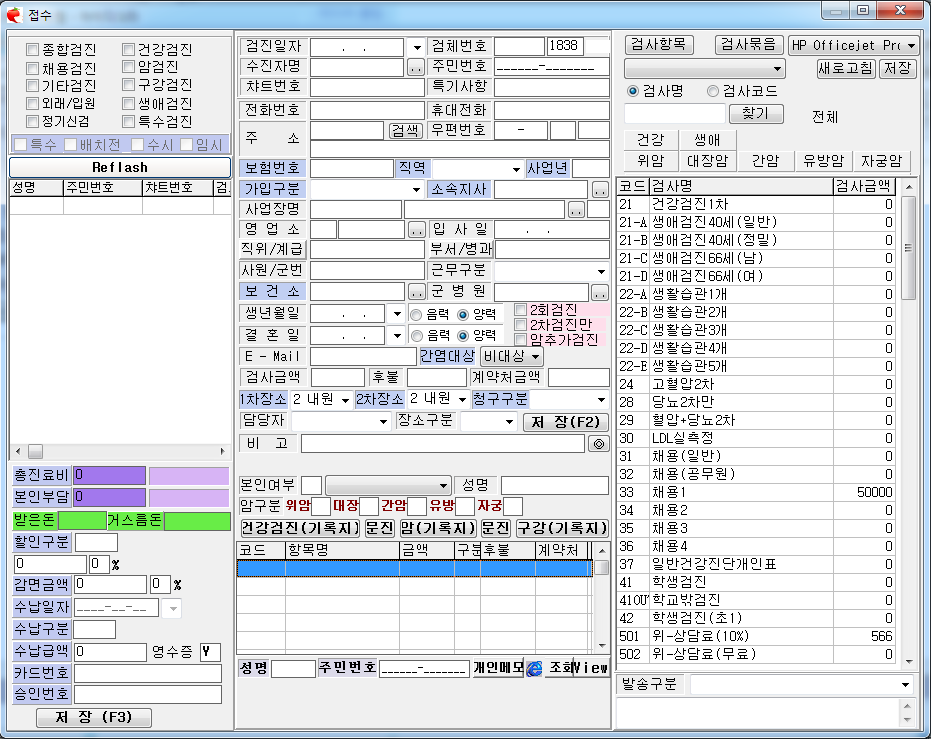 접수
종합검진 건강검진
채용검진 암검진
기타검진 구강검진
외래/입원 생애검진
정기신검 특수검진
특수 배치전 수시 임시
Reflash
성명 주민번호 챠트번호 검
총진료비 0
본인부담 0
받은돈 거스름돈
할인구분
0 0 %
감면금액 0 0 %
수납일자 ____-__-__
수납구분
수납금액 0 영수증 Y
카드번호
승인번호
저 장 (F3)
검진일자 . . 검체번호 1838
수진자명 .. 주민번호 ______-_______
챠트번호 특기사항
전화번호 휴대전화
주 소 검색 우편번호 -
보험번호 직역 사업년
가입구분 소속지사 ..
사업장명 ..
영 업 소 .. 입 사 일 . .
직위/계급 부서/병과
사원/군번 근무구분
보 건 소 .. 군 병 원 ..
생년월일 . . 음력 양력 2회검진
2차검진만
결 혼 일 . . 음력 양력 암추가검진
E - Mail 간염대상 비대상
검사금액 후불 계약처금액
1차장소 2 내원 2차장소 2 내원 청구구분
담당자 장소구분 저 장(F2)
비 고
본인여부 성명
암구분 위암 대장 간암 유방 자궁
건강검진(기록지) 문진 암(기록지) 문진 구강(기록지)
코드 항목명 금액 구분 후불 계약처
성명 주민번호 ______-_______ 개인메모 조회View
검사항목 검사묶음 HP Officejet Pro
새로고침 저장
검사명 검사코드
찾기 전체
건강 생애
위암 대장암 간암 유방암 자궁암
코드 검사명 검사금액
21 건강검진1차 0
21-A 생애검진40세(일반) 0
21-B 생애검진40세(정밀) 0
21-C 생애검진66세(남) 0
21-D 생애검진66세(여) 0
22-A 생활습관1개 0
22-B 생활습관2개 0
22-C 생활습관3개 0
22-D 생활습관4개 0
22-E 생활습관5개 0
24 고혈압2차 0
28 당뇨2차만 0
29 혈압+당뇨2차 0
30 LDL실측정 0
31 채용(일반) 0
32 채용(공무원) 0
33 채용1 50000
34 채용2 0
35 채용3 0
36 채용4 0
37 일반건강진단개인표 0
41 학생검진 0
41OUT 학교밖검진 0
42 학생검진(초1) 0
501 위-상담료(10%) 566
502 위-상담료(무료) 0
발송구분